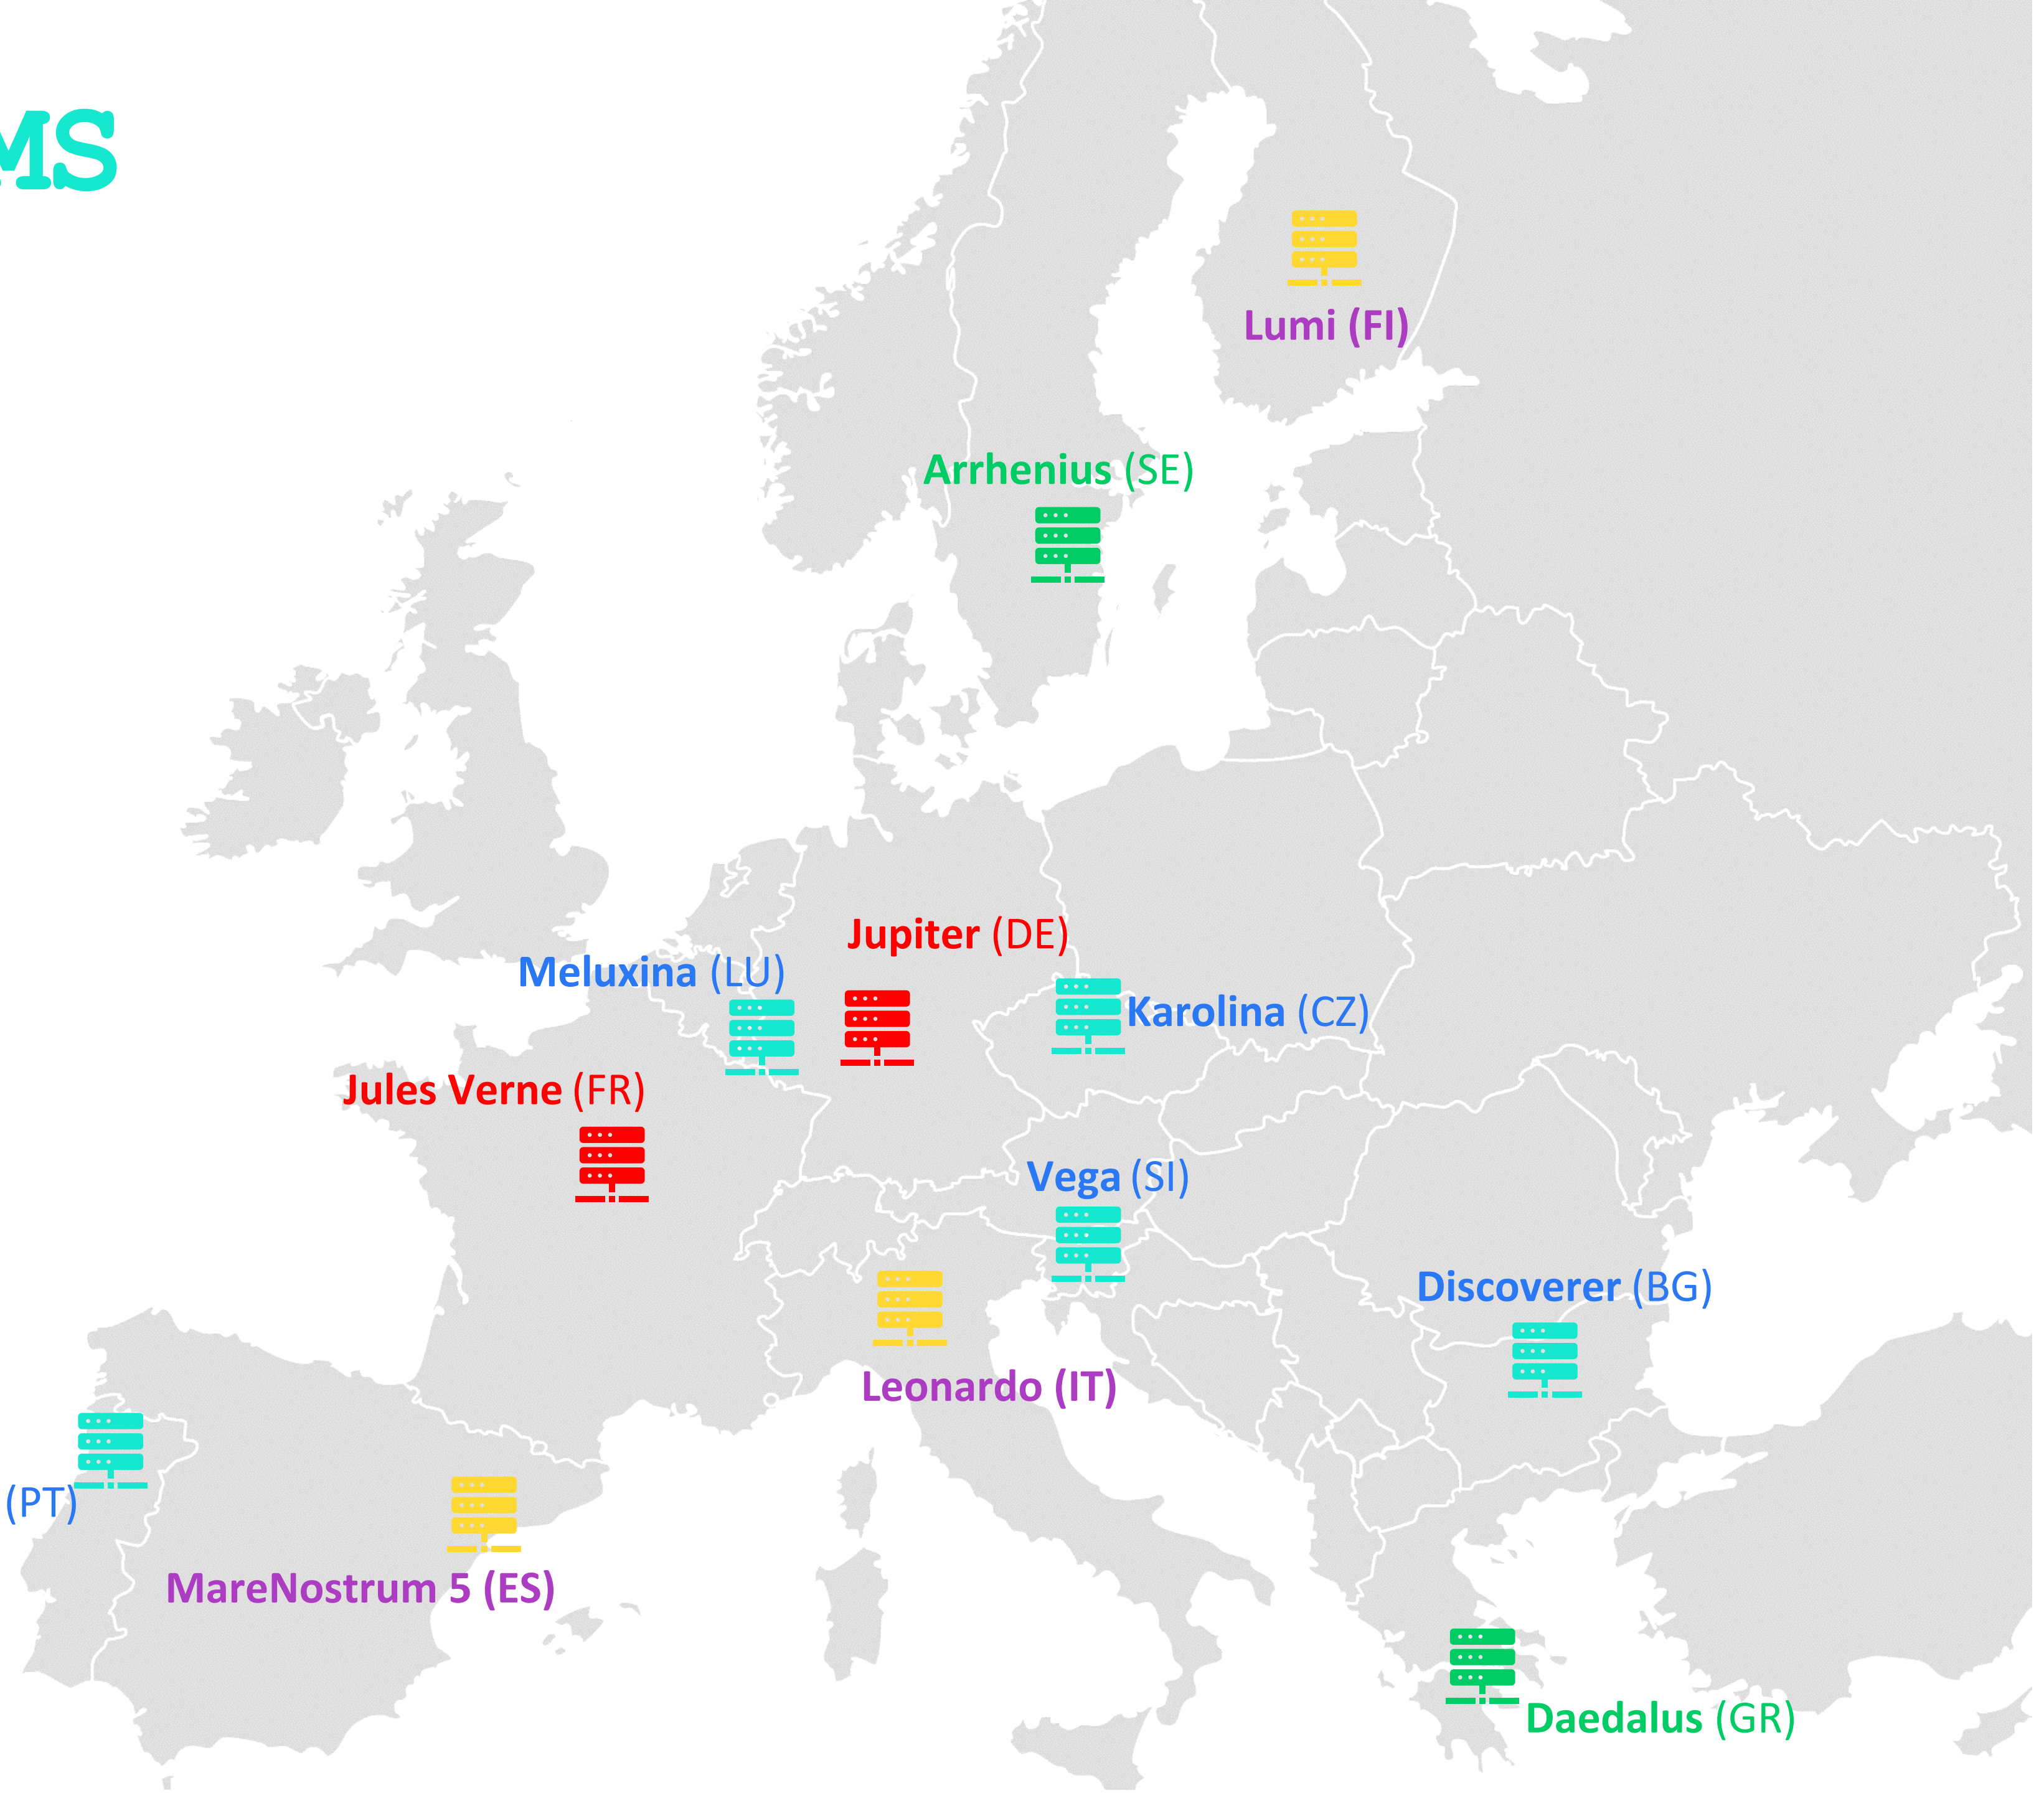 MS
Lumi (FI)
Arrhenius (SE)
Jupiter (DE)
Meluxina (LU)
Karolina (CZ)
Jules Verne (FR)
Vega (SI)
Discoverer (BG)
Leonardo (IT)
(PT)
MareNostrum 5 (ES)
Daedalus (GR)